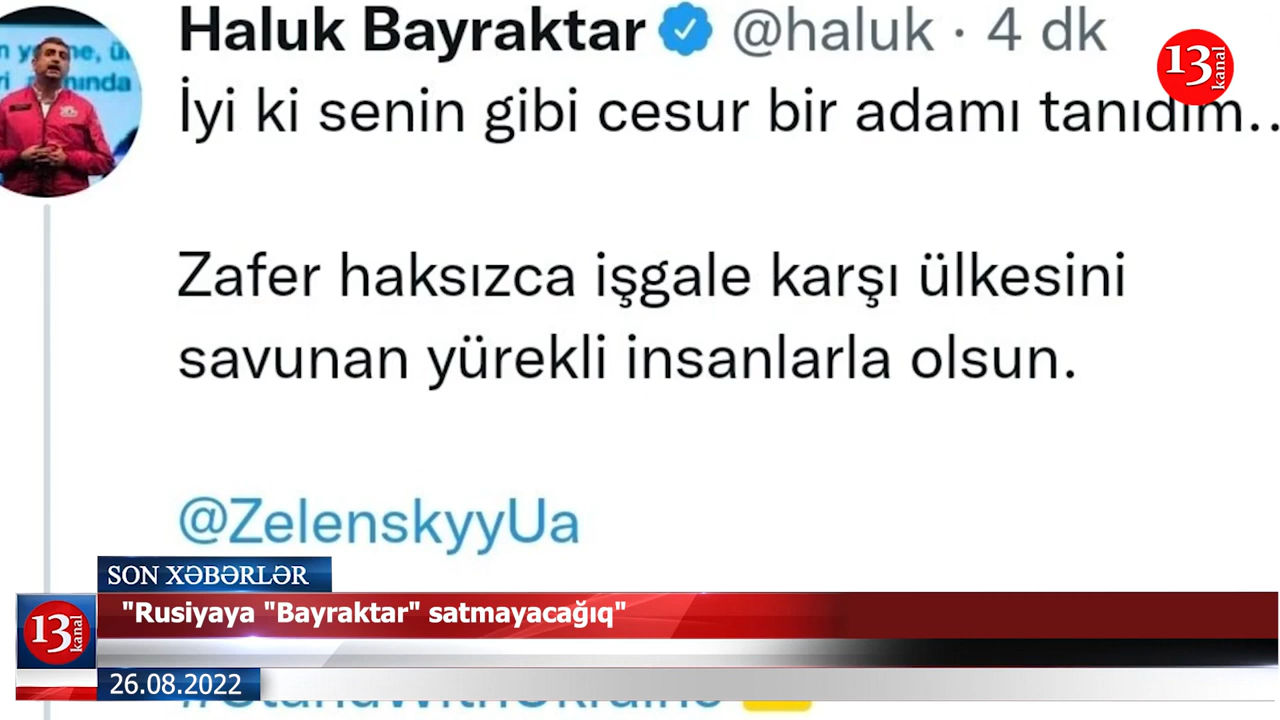 Haluk Bayraktar @haluk · 4 dk
13 kanal
İyi ki senin gibi cesur bir adamı tanıdım..
Zafer haksızca işgale karşı ülkesini
savunan yürekli insanlarla olsun.
@ZelenskyyUa
SON XƏBƏRLƏR
"Rusiyaya "Bayraktar" satmayacağıq"
13 kanal
26.08.2022
#StandWithUkraine